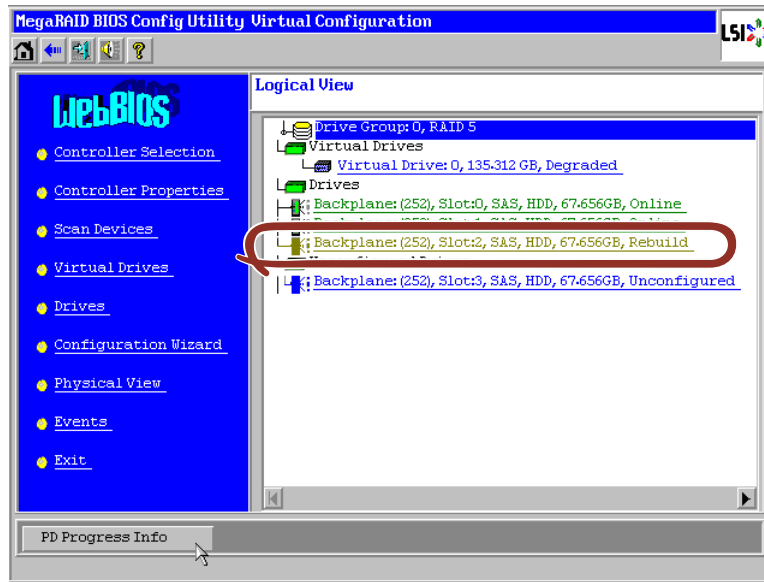 MegaRAID BIOS Config Utility Virtual Configuration
LSI
WebBIOS
Controller Selection
Controller Properties
Scan Devices
Virtual Drives
Drives
Configuration Wizard
Physical View
Events
Exit
Logical View
Drive Group: 0, RAID 5
Virtual Drives
Virtual Drive: 0, 135.312 GB, Degraded
Drives
Backplane: (252), Slot:0, SAS, HDD, 67.656GB, Online
Backplane: (252), Slot:2, SAS, HDD, 67.656GB, Rebuild
Backplane: (252), Slot:3, SAS, HDD, 67.656GB, Unconfigured
PD Progress Info